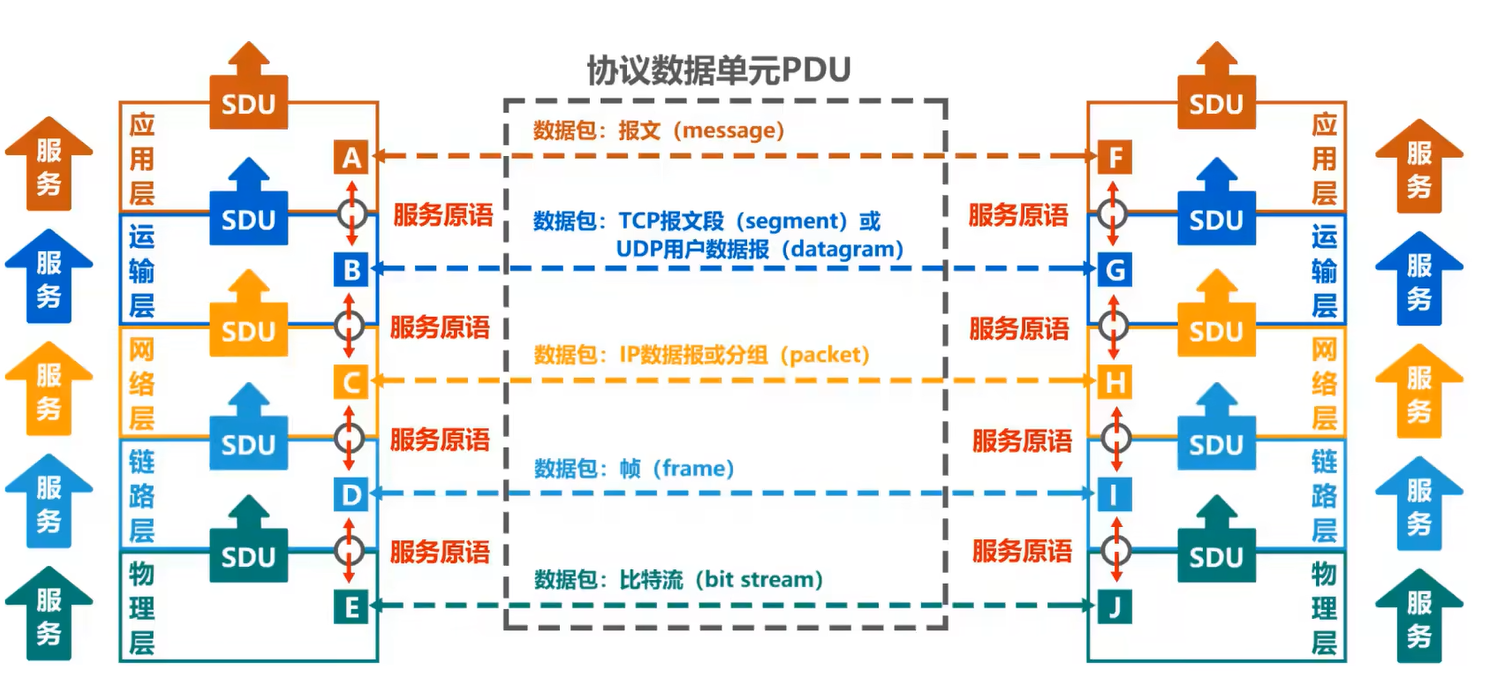 协议数据单元PDU
SDU
SDU
应用层
A
数据包：报文（message）
F
应用层
服务
服务
服务原语
服务原语
SDU
SDU
运输层
B
数据包：TCP报文段（segment）或
UDP用户数据报（datagram）
G
运输层
服务
服务
服务原语
服务原语
SDU
SDU
网络层
C
数据包：IP数据报或分组（packet）
H
网络层
服务
服务
服务原语
服务原语
SDU
SDU
链路层
D
数据包：帧（frame）
I
链路层
服务
服务
服务原语
服务原语
SDU
SDU
物理层
E
数据包：比特流（bit stream）
J
物理层
服务
服务